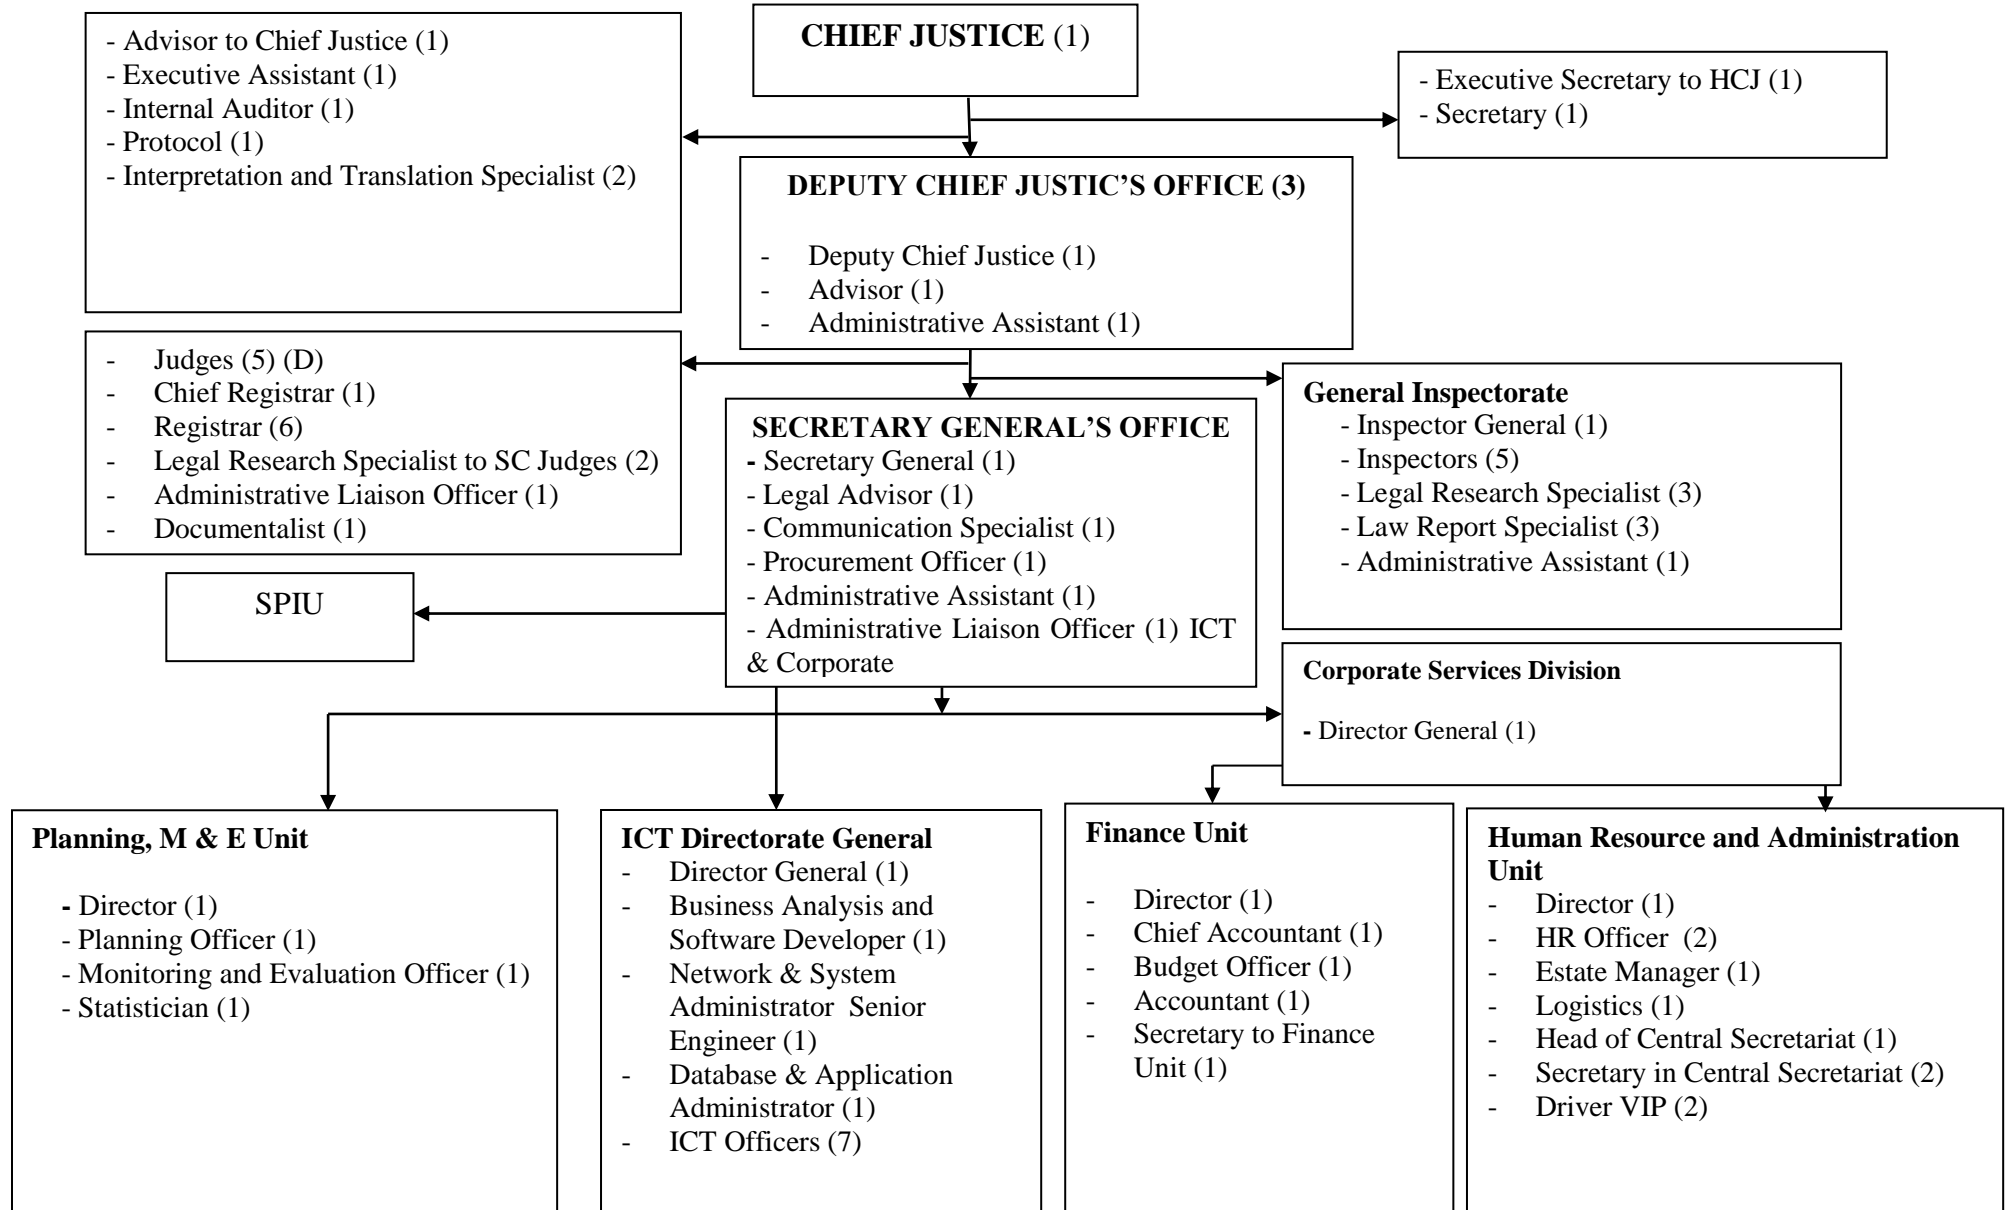 CHIEF JUSTICE (1)
- Advisor to Chief Justice (1)
- Executive Assistant (1)
- Internal Auditor (1)
- Protocol (1)
- Interpretation and Translation Specialist (2)
- Executive Secretary to HCJ (1)
- Secretary (1)
DEPUTY CHIEF JUSTIC’S OFFICE (3)
- Deputy Chief Justice (1)
- Advisor (1)
- Administrative Assistant (1)
- Judges (5) (D)
- Chief Registrar (1)
- Registrar (6)
- Legal Research Specialist to SC Judges (2)
- Administrative Liaison Officer (1)
- Documentalist (1)
General Inspectorate
- Inspector General (1)
- Inspectors (5)
- Legal Research Specialist (3)
- Law Report Specialist (3)
- Administrative Assistant (1)
SECRETARY GENERAL’S OFFICE
- Secretary General (1)
- Legal Advisor (1)
- Communication Specialist (1)
- Procurement Officer (1)
- Administrative Assistant (1)
- Administrative Liaison Officer (1) ICT
& Corporate
SPIU
Corporate Services Division
- Director General (1)
Planning, M & E Unit
- Director (1)
- Planning Officer (1)
- Monitoring and Evaluation Officer (1)
- Statistician (1)
ICT Directorate General
- Director General (1)
- Business Analysis and
Software Developer (1)
- Network & System
Administrator Senior
Engineer (1)
- Database & Application
Administrator (1)
- ICT Officers (7)
Finance Unit
- Director (1)
- Chief Accountant (1)
- Budget Officer (1)
- Accountant (1)
- Secretary to Finance
Unit (1)
Human Resource and Administration
Unit
- Director (1)
- HR Officer (2)
- Estate Manager (1)
- Logistics (1)
- Head of Central Secretariat (1)
- Secretary in Central Secretariat (2)
- Driver VIP (2)